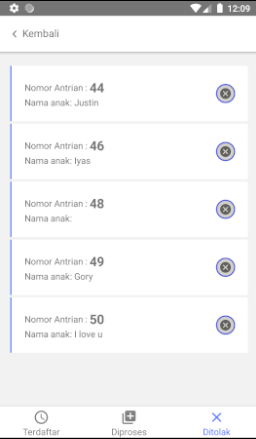 12:09
Kembali
Nomor Antrian : 44
Nama anak: Justin
Nomor Antrian : 46
Nama anak: Iyas
Nomor Antrian : 48
Nama anak:
Nomor Antrian : 49
Nama anak: Gory
Nomor Antrian : 50
Nama anak: I love u
Terdaftar Diproses Ditolak